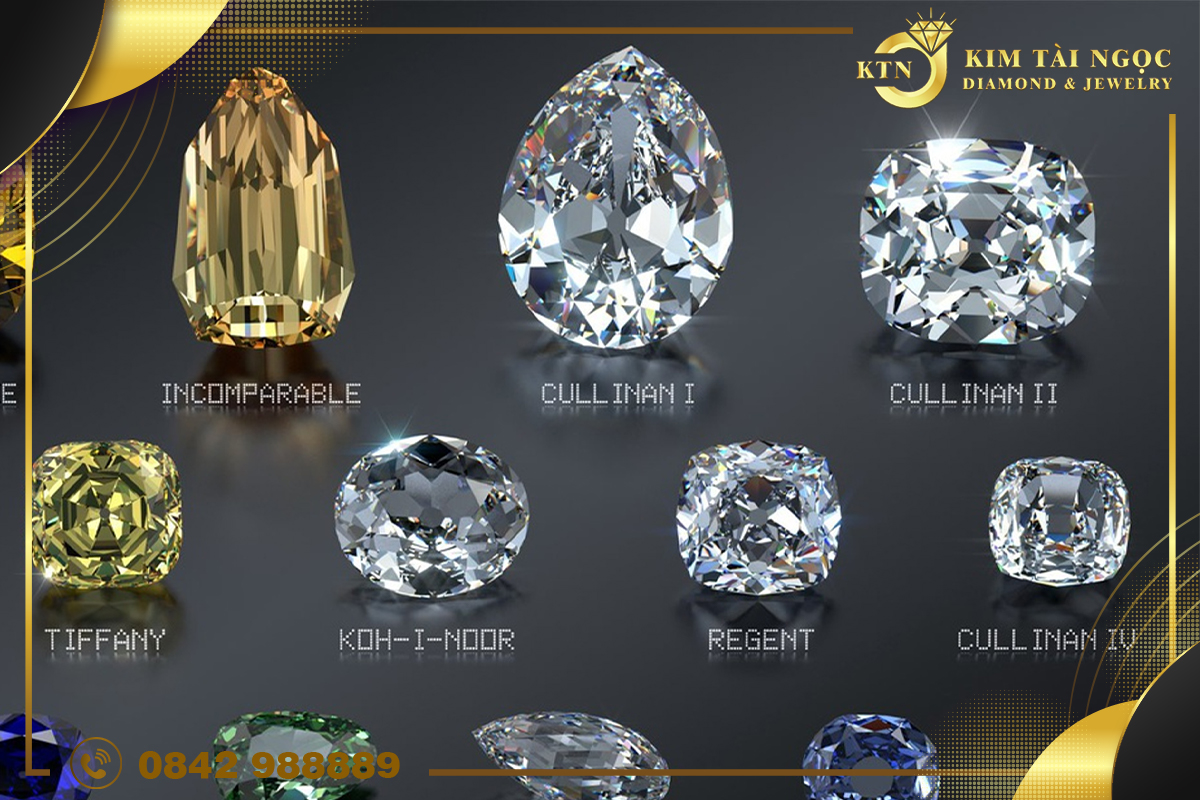 KTN
KIM TÀI NGỌC
DIAMOND & JEWELRY
E
INCOMPARABLE
CULLINAN I
CULLINAN II
TIFFANY
KOH-I-NOOR
REGENT
CULLINAN IV
0842 988889